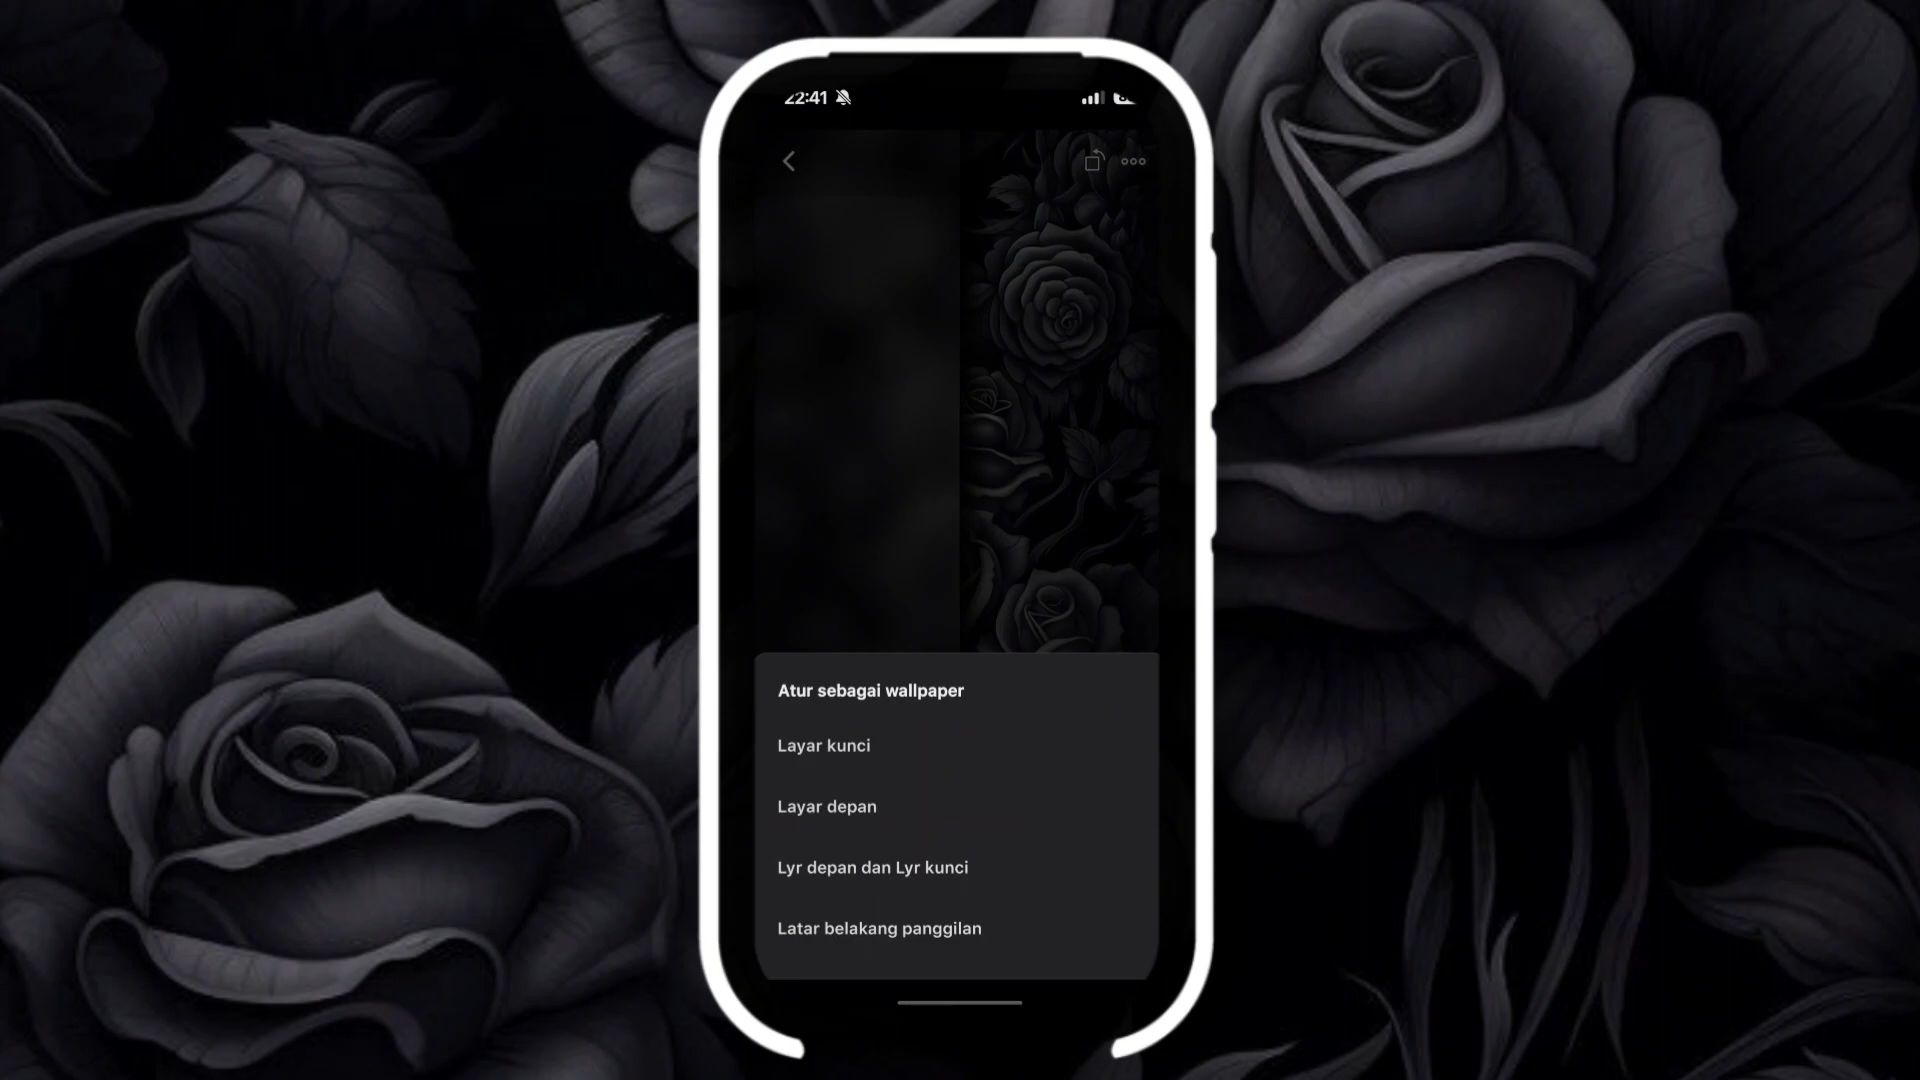 22:41
Atur sebagai wallpaper
Layar kunci
Layar depan
Lyr depan dan Lyr kunci
Latar belakang panggilan